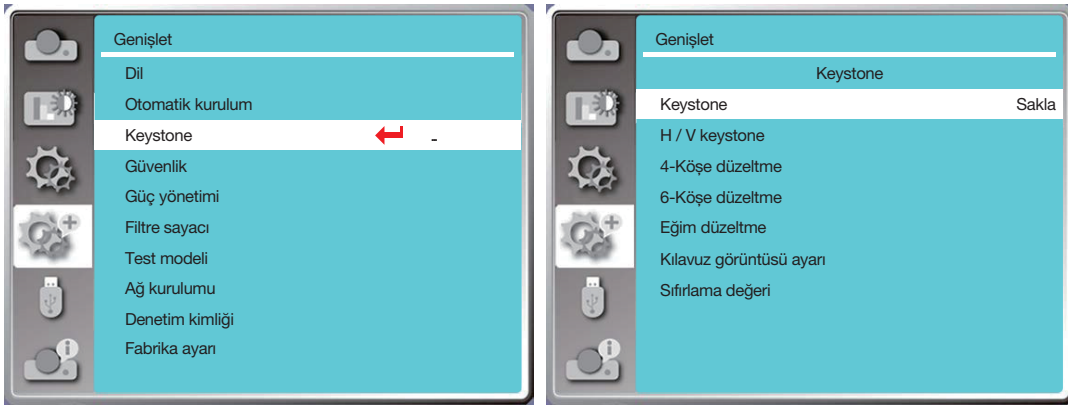 Genişlet
Dil
Otomatik kurulum
Keystone -
Güvenlik
Güç yönetimi
Filtre sayacı
Test modeli
Ağ kurulumu
Denetim kimliği
Fabrika ayarı
Genişlet
Keystone
Keystone Sakla
H / V keystone
4-Köşe düzeltme
6-Köşe düzeltme
Eğim düzeltme
Kılavuz görüntüsü ayarı
Sıfırlama değeri